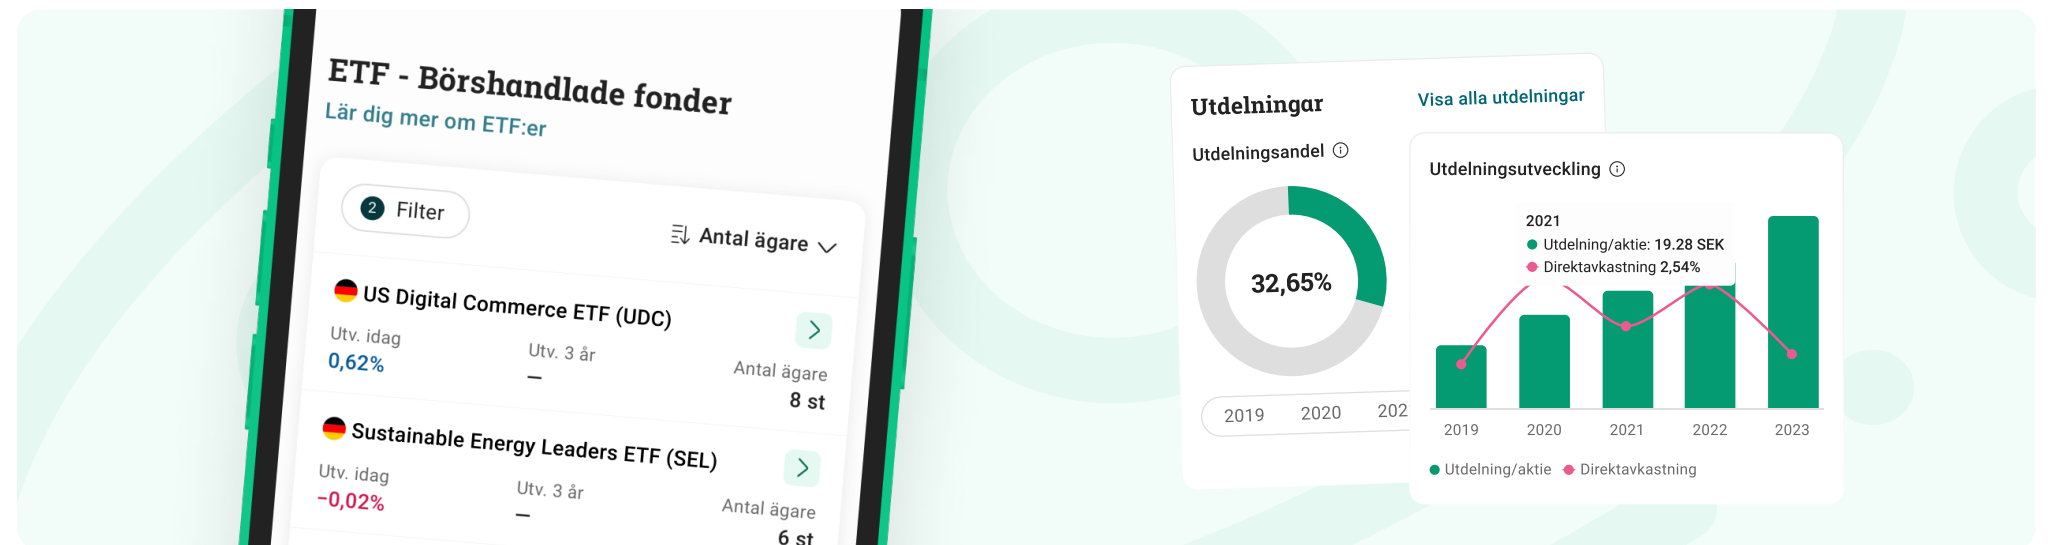 ETF - Börshandlade fonder
Lär dig mer om ETF:er
2 Filter
Antal ägare
US Digital Commerce ETF (UDC)
Utv. idag
0,62%
Utv. 3 år
–
Antal ägare
8 st
Sustainable Energy Leaders ETF (SEL)
Utv. idag
−0,02%
Utv. 3 år
–
Antal ägare
6 st
Utdelningar
Visa alla utdelningar
Utdelningsandel
32,65%
2019 2020 202
Utdelningsutveckling
2021
Utdelning/aktie: 19.28 SEK
Direktavkastning 2,54%
2019 2020 2021 2022 2023
Utdelning/aktie Direktavkastning